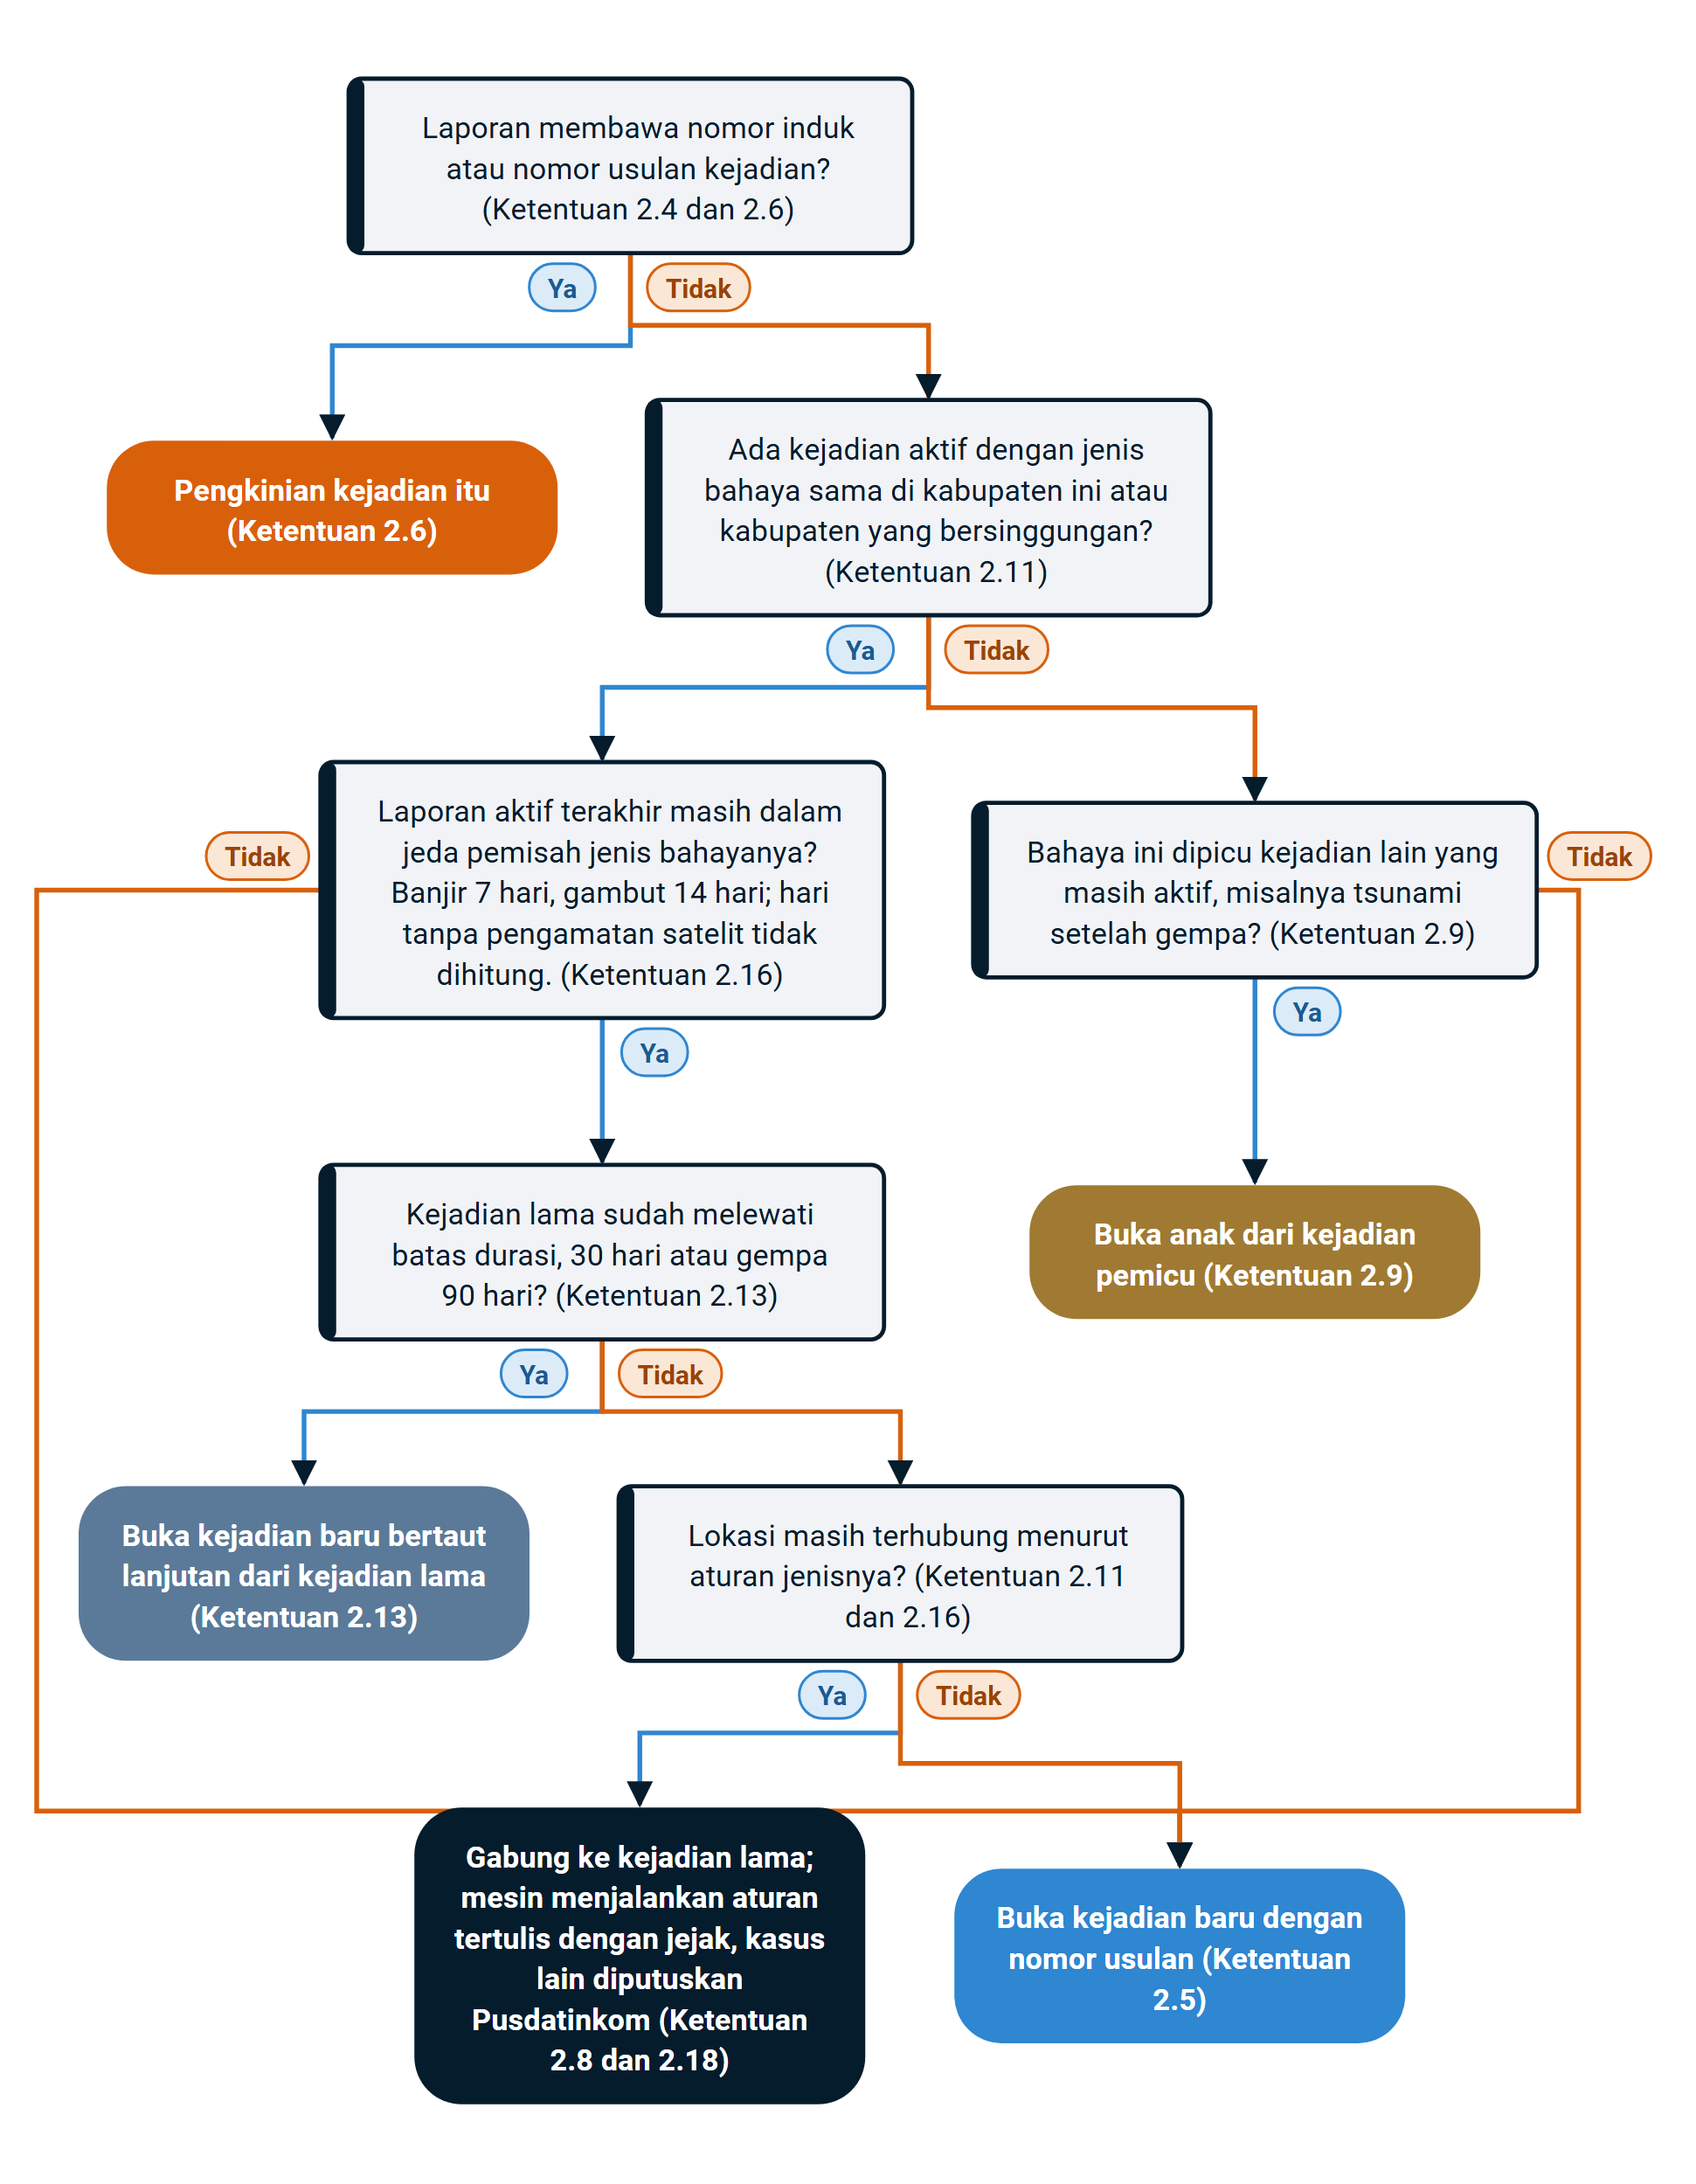 Laporan membawa nomor induk
atau nomor usulan kejadian?
(Ketentuan 2.4 dan 2.6)
Ya
Tidak
Pengkinian kejadian itu
(Ketentuan 2.6)
Ada kejadian aktif dengan jenis
bahaya sama di kabupaten ini atau
kabupaten yang bersinggungan?
(Ketentuan 2.11)
Ya
Tidak
Laporan aktif terakhir masih dalam
jeda pemisah jenis bahayanya?
Banjir 7 hari, gambut 14 hari; hari
tanpa pengamatan satelit tidak
dihitung. (Ketentuan 2.16)
Tidak
Ya
Bahaya ini dipicu kejadian lain yang
masih aktif, misalnya tsunami
setelah gempa? (Ketentuan 2.9)
Tidak
Ya
Kejadian lama sudah melewati
batas durasi, 30 hari atau gempa
90 hari? (Ketentuan 2.13)
Ya
Tidak
Buka anak dari kejadian
pemicu (Ketentuan 2.9)
Buka kejadian baru bertaut
lanjutan dari kejadian lama
(Ketentuan 2.13)
Lokasi masih terhubung menurut
aturan jenisnya? (Ketentuan 2.11
dan 2.16)
Ya
Tidak
Gabung ke kejadian lama;
mesin menjalankan aturan
tertulis dengan jejak, kasus
lain diputuskan
Pusdatinkom (Ketentuan
2.8 dan 2.18)
Buka kejadian baru dengan
nomor usulan (Ketentuan
2.5)